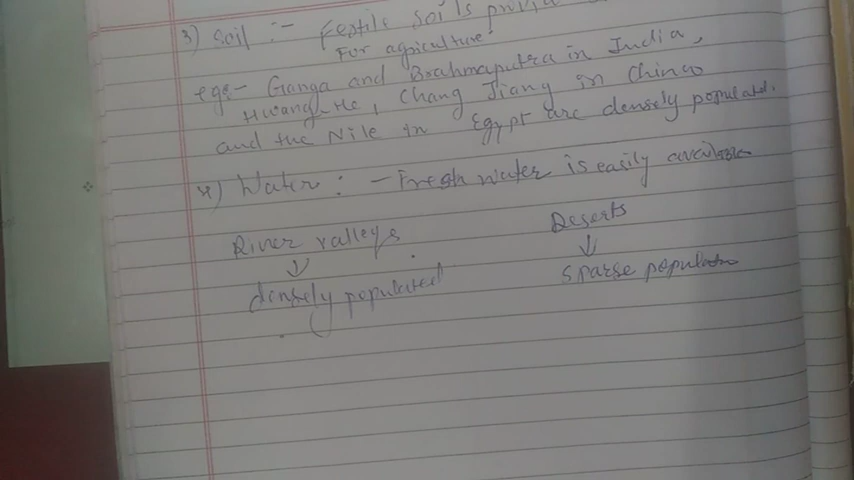 3) Soil :- Fertile soils
For agriculture.
egs:- Ganga and Brahmaputra in India,
Hwang-He, Chang Jiang in China
and the Nile in Egypt are densely populated.
4) Water :- Fresh water is easily available
River valleys. Deserts
↓ ↓
densely populated sparse population